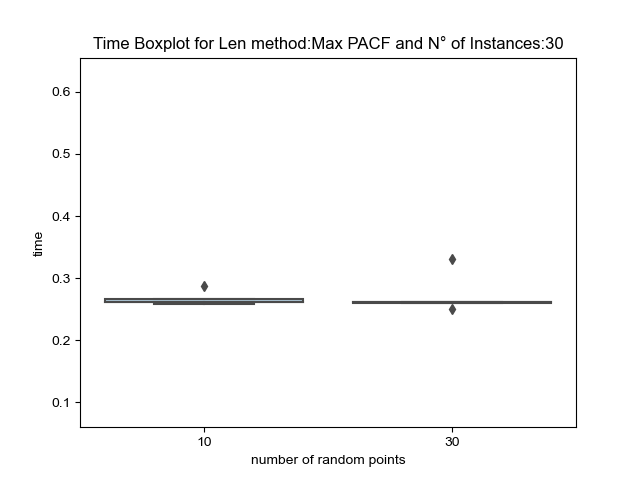 Time Boxplot for Len method:Max PACF and N° of Instances:30
0.6
0.5
0.4
0.3
0.2
0.1
time
10
30
number of random points